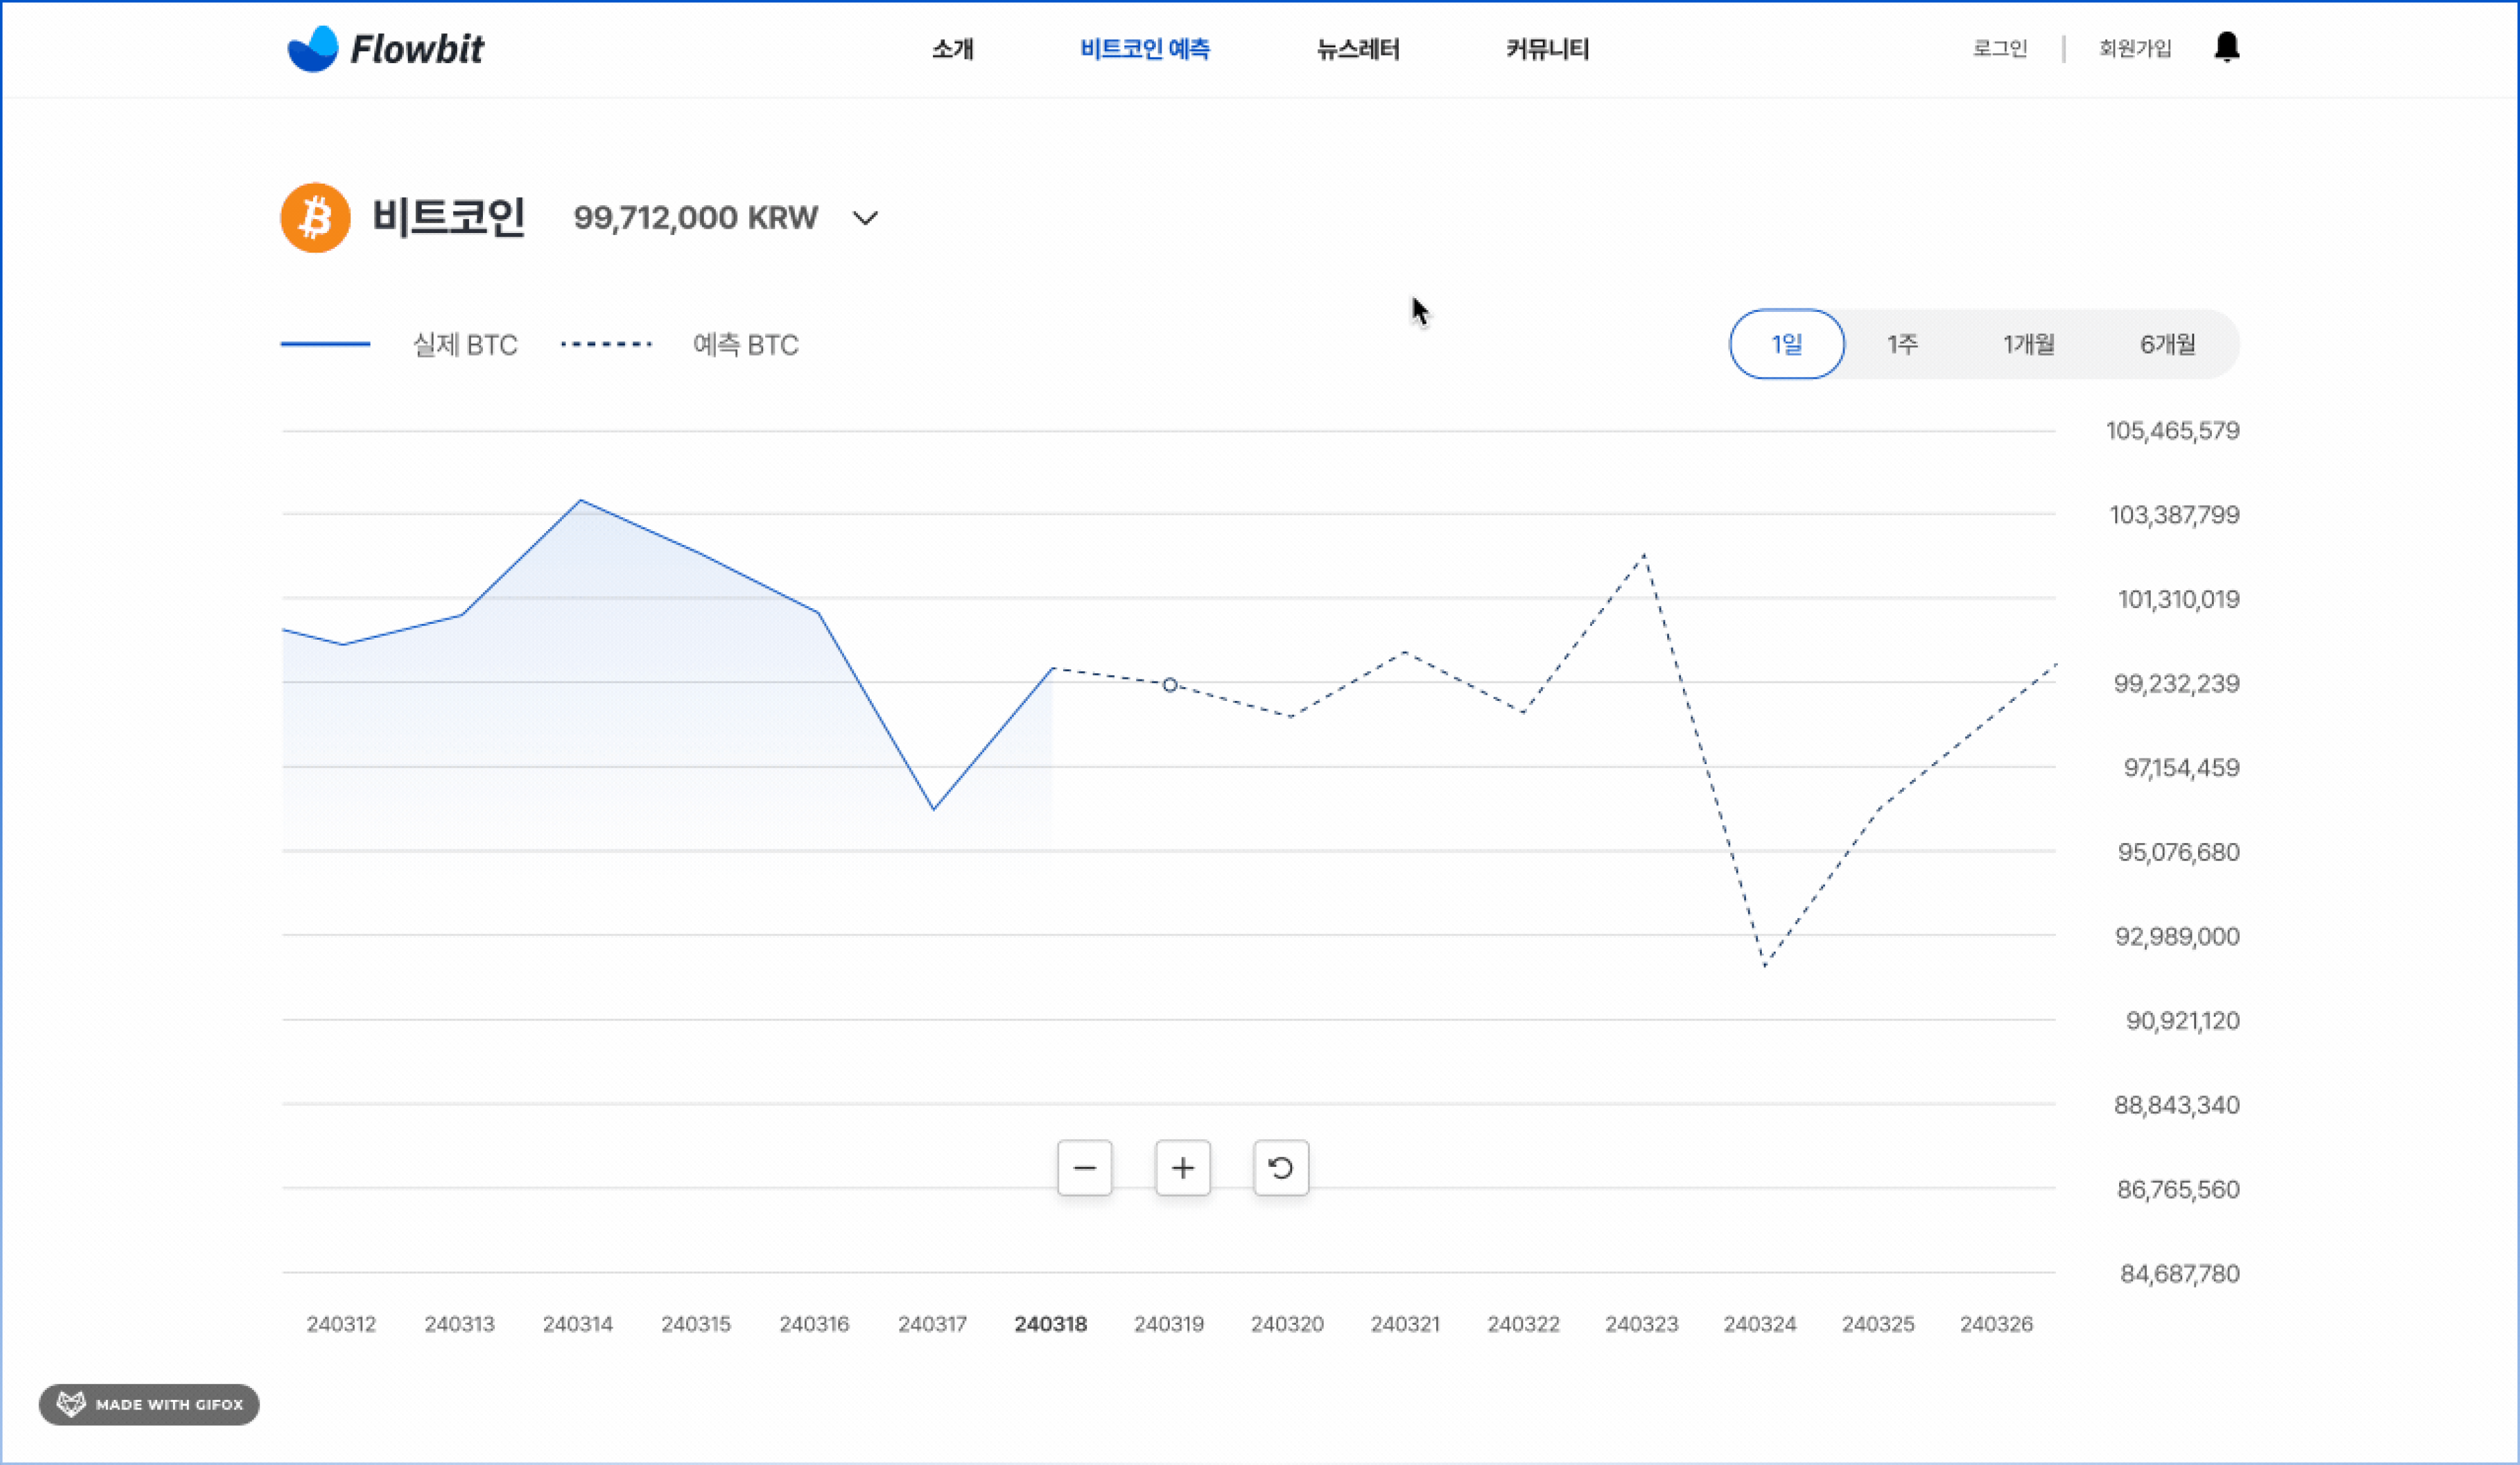 Flowbit
소개
비트코인 예측
뉴스레터
커뮤니티
로그인
회원가입
비트코인
99,712,000 KRW
실제 BTC
예측 BTC
1일
1주
1개월
6개월
105,465,579
103,387,799
101,310,019
99,232,239
97,154,459
95,076,680
92,989,000
90,921,120
88,843,340
86,765,560
84,687,780
240312
240313
240314
240315
240316
240317
240318
240319
240320
240321
240322
240323
240324
240325
240326
MADE WITH GIFOX